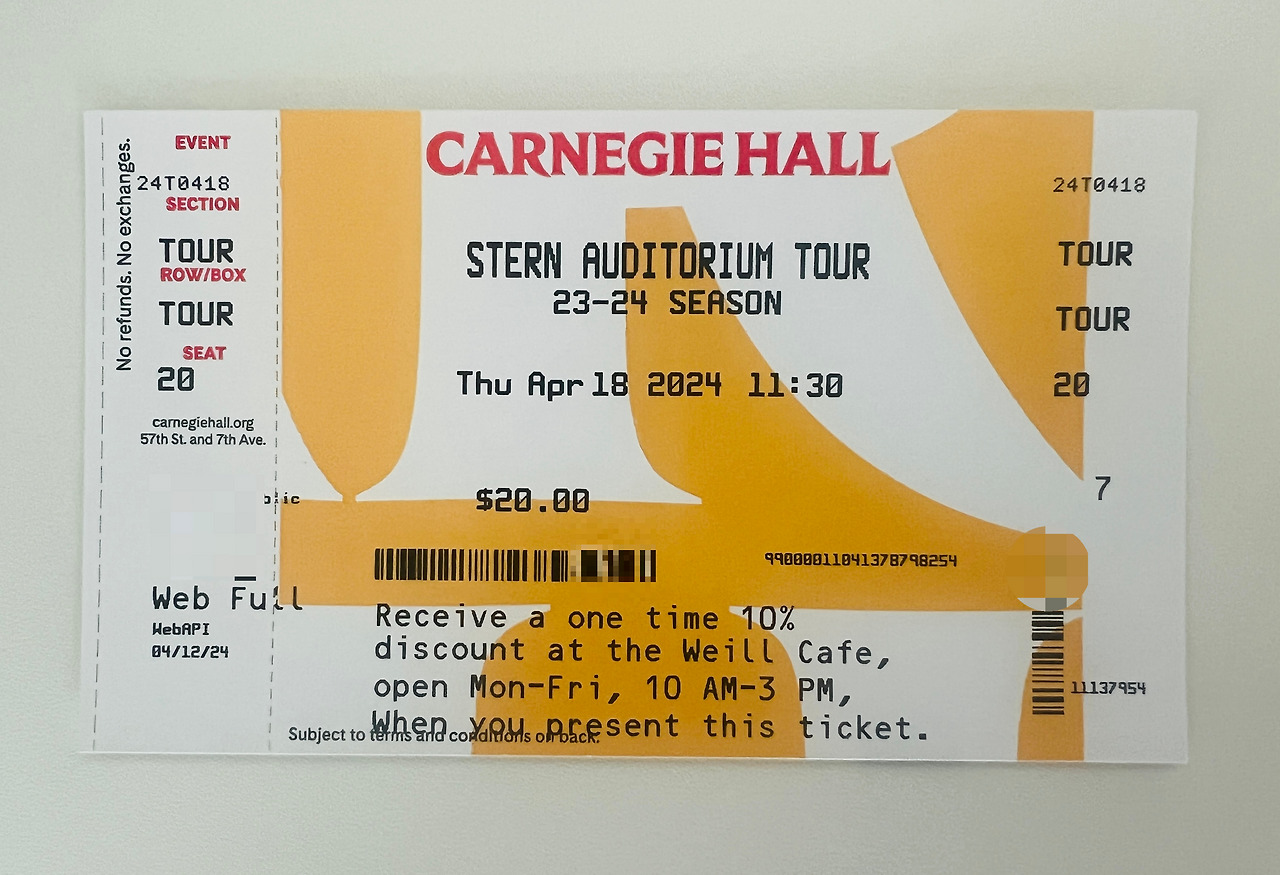 No refunds. No exchanges.
EVENT
24T0418
SECTION
TOUR
ROW/BOX
TOUR
SEAT
20
carnegiehall.org
57th St. and 7th Ave.
Web Full
WebAPI
04/12/24
CARNEGIE HALL
STERN AUDITORIUM TOUR
23-24 SEASON
Thu Apr 18 2024 11:30
$20.00
99000011041378798254
Receive a one time 10%
discount at the Weill Cafe,
open Mon-Fri, 10 AM-3 PM,
When you present this ticket.
Subject to terms and conditions on back.
24T0418
TOUR
TOUR
20
7
11137954